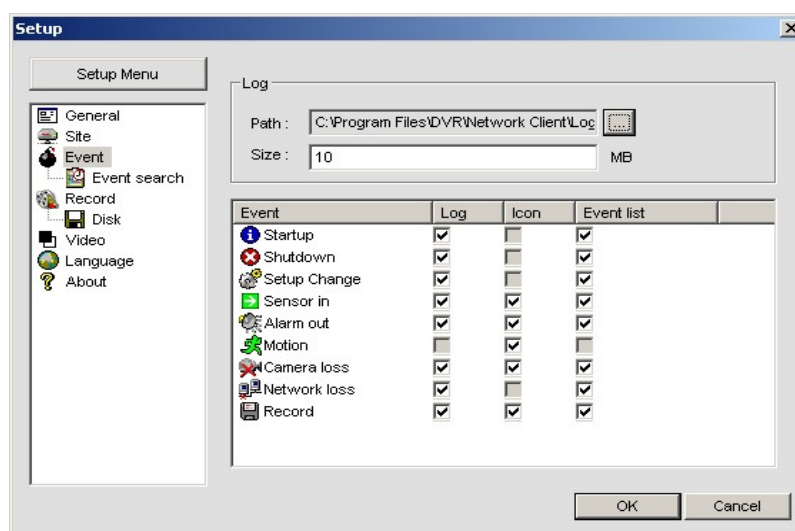 Setup
Setup Menu
General
Site
Event
Event search
Record
Disk
Video
Language
About
Log
Path : C:\Program Files\DVR\Network Client\Log ...
Size : 10 MB
Event Log Icon Event list
Startup
Shutdown
Setup Change
Sensor in
Alarm out
Motion
Camera loss
Network loss
Record
OK Cancel